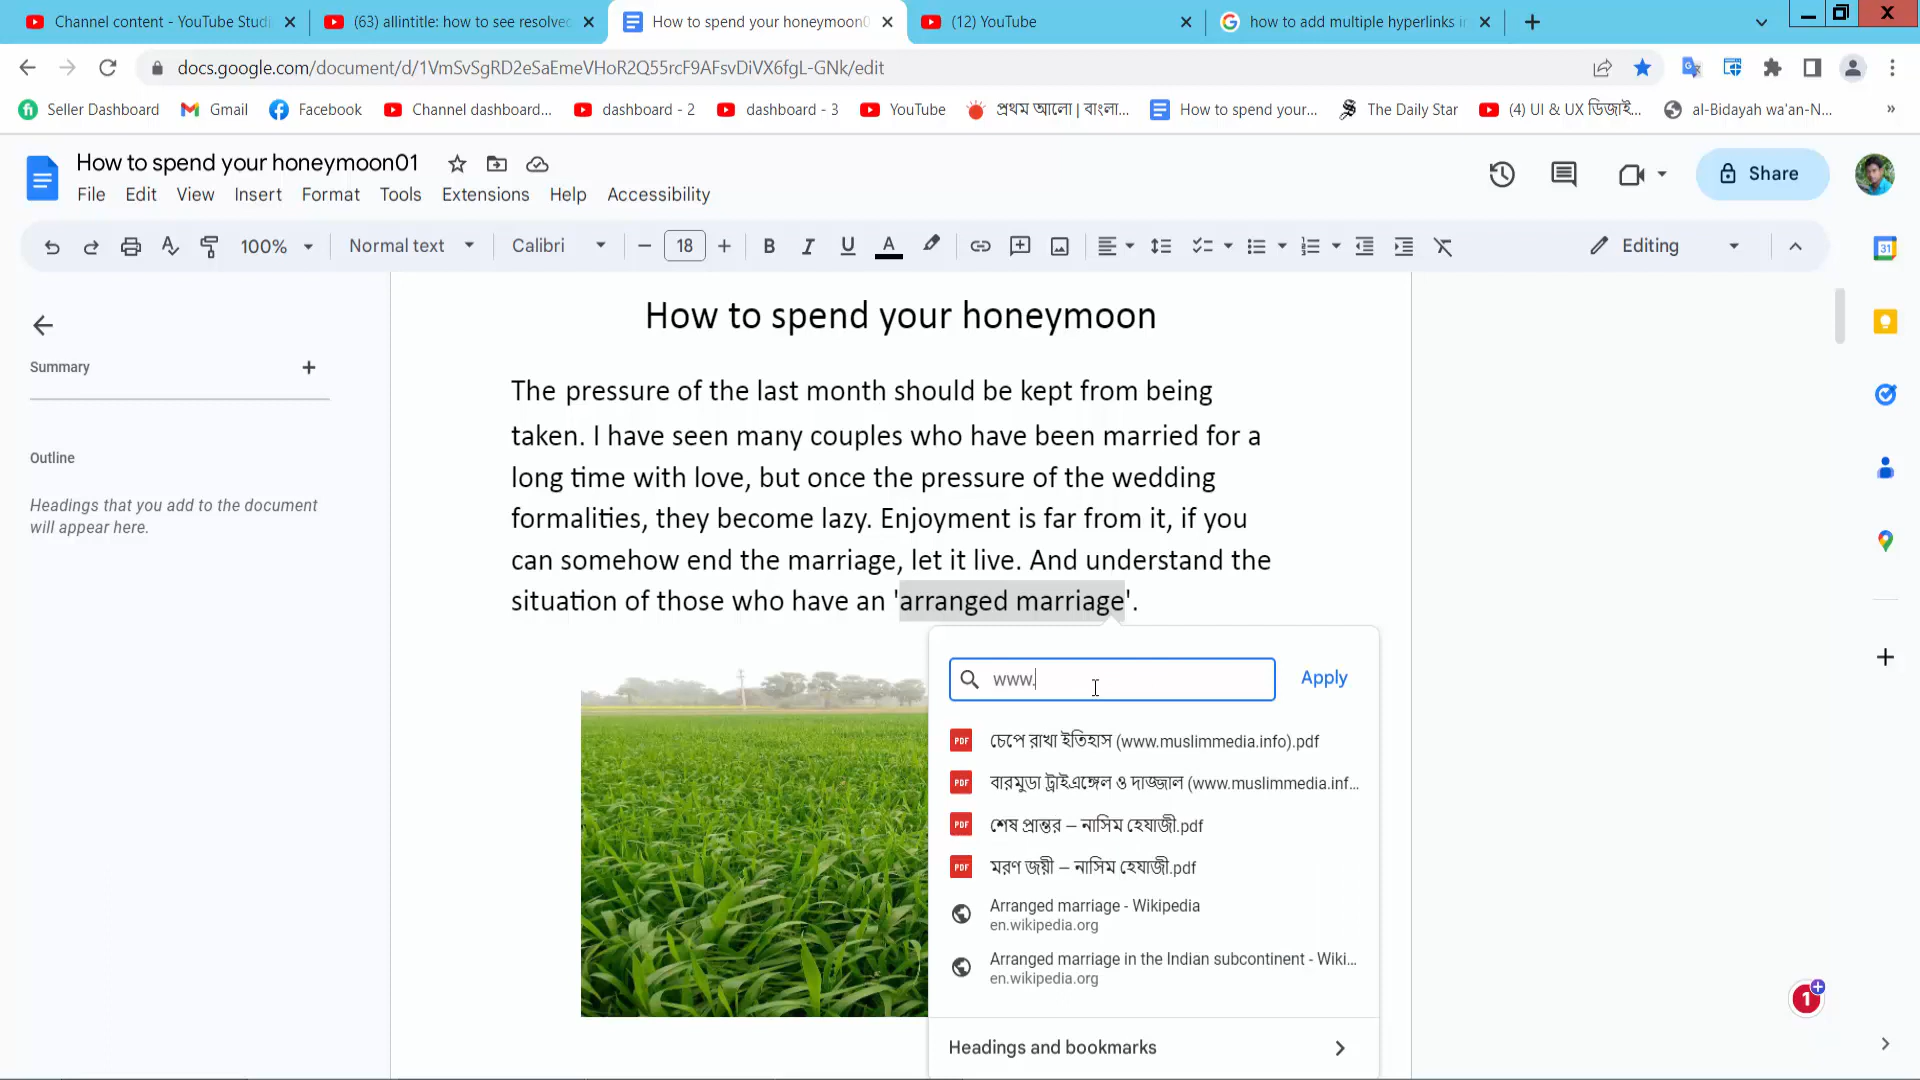 Channel content - YouTube Studi
(63) allintitle: how to see resolvec
How to spend your honeymoon0
(12) YouTube
how to add multiple hyperlinks i
docs.google.com/document/d/1VmSvSgRD2eSaEmeVHoR2Q55rcF9AFsvDiVX6fgL-GNk/edit
Seller Dashboard
Gmail
Facebook
Channel dashboard...
dashboard - 2
dashboard - 3
YouTube
প্রথম আলো | বাংলা...
How to spend your...
The Daily Star
(4) UI & UX ডিজাই...
al-Bidayah wa'an-N...
»
How to spend your honeymoon01
File Edit View Insert Format Tools Extensions Help Accessibility
Share
100%
Normal text
Calibri
18
Editing
31
Summary
Outline
Headings that you add to the document
will appear here.
How to spend your honeymoon
The pressure of the last month should be kept from being
taken. I have seen many couples who have been married for a
long time with love, but once the pressure of the wedding
formalities, they become lazy. Enjoyment is far from it, if you
can somehow end the marriage, let it live. And understand the
situation of those who have an 'arranged marriage'.
www.
Apply
PDF চেপে রাখা ইতিহাস (www.muslimmedia.info).pdf
PDF বারমুডা ট্রাইএঙ্গেল ও দাজ্জাল (www.muslimmedia.inf...
PDF শেষ প্রান্তর – নাসিম হেযাজী.pdf
PDF মরণ জয়ী – নাসিম হেযাজী.pdf
Arranged marriage - Wikipedia
en.wikipedia.org
Arranged marriage in the Indian subcontinent - Wiki...
en.wikipedia.org
Headings and bookmarks
1